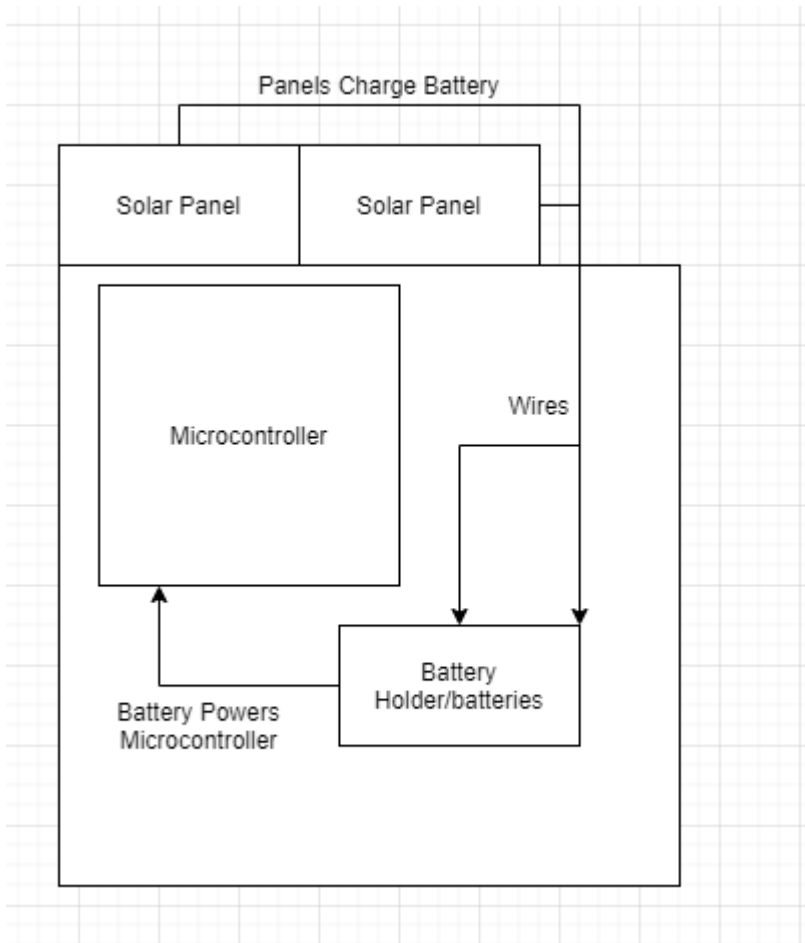 Panels Charge Battery
Solar Panel
Solar Panel
Wires
Microcontroller
Battery
Holder/batteries
Battery Powers
Microcontroller